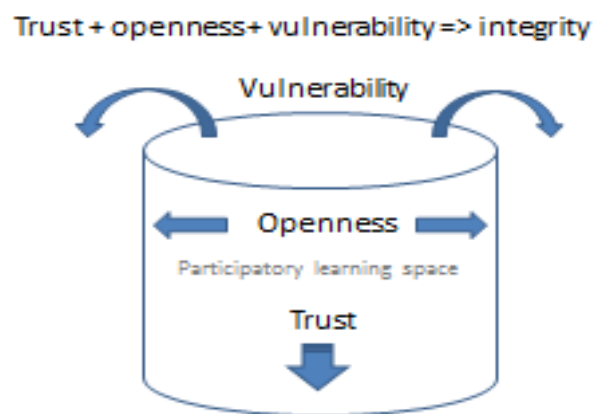 Trust + openness+ vulnerability => integrity
Vulnerability
Openness
Participatory learning space
Trust